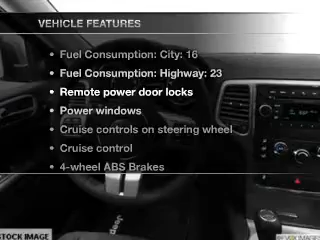 VEHICLE FEATURES
• Fuel Consumption: City: 16
• Fuel Consumption: Highway: 23
• Remote power door locks
• Power windows
• Cruise controls on steering wheel
• Cruise control
• 4-wheel ABS Brakes
Jeep
STOCK IMAGE